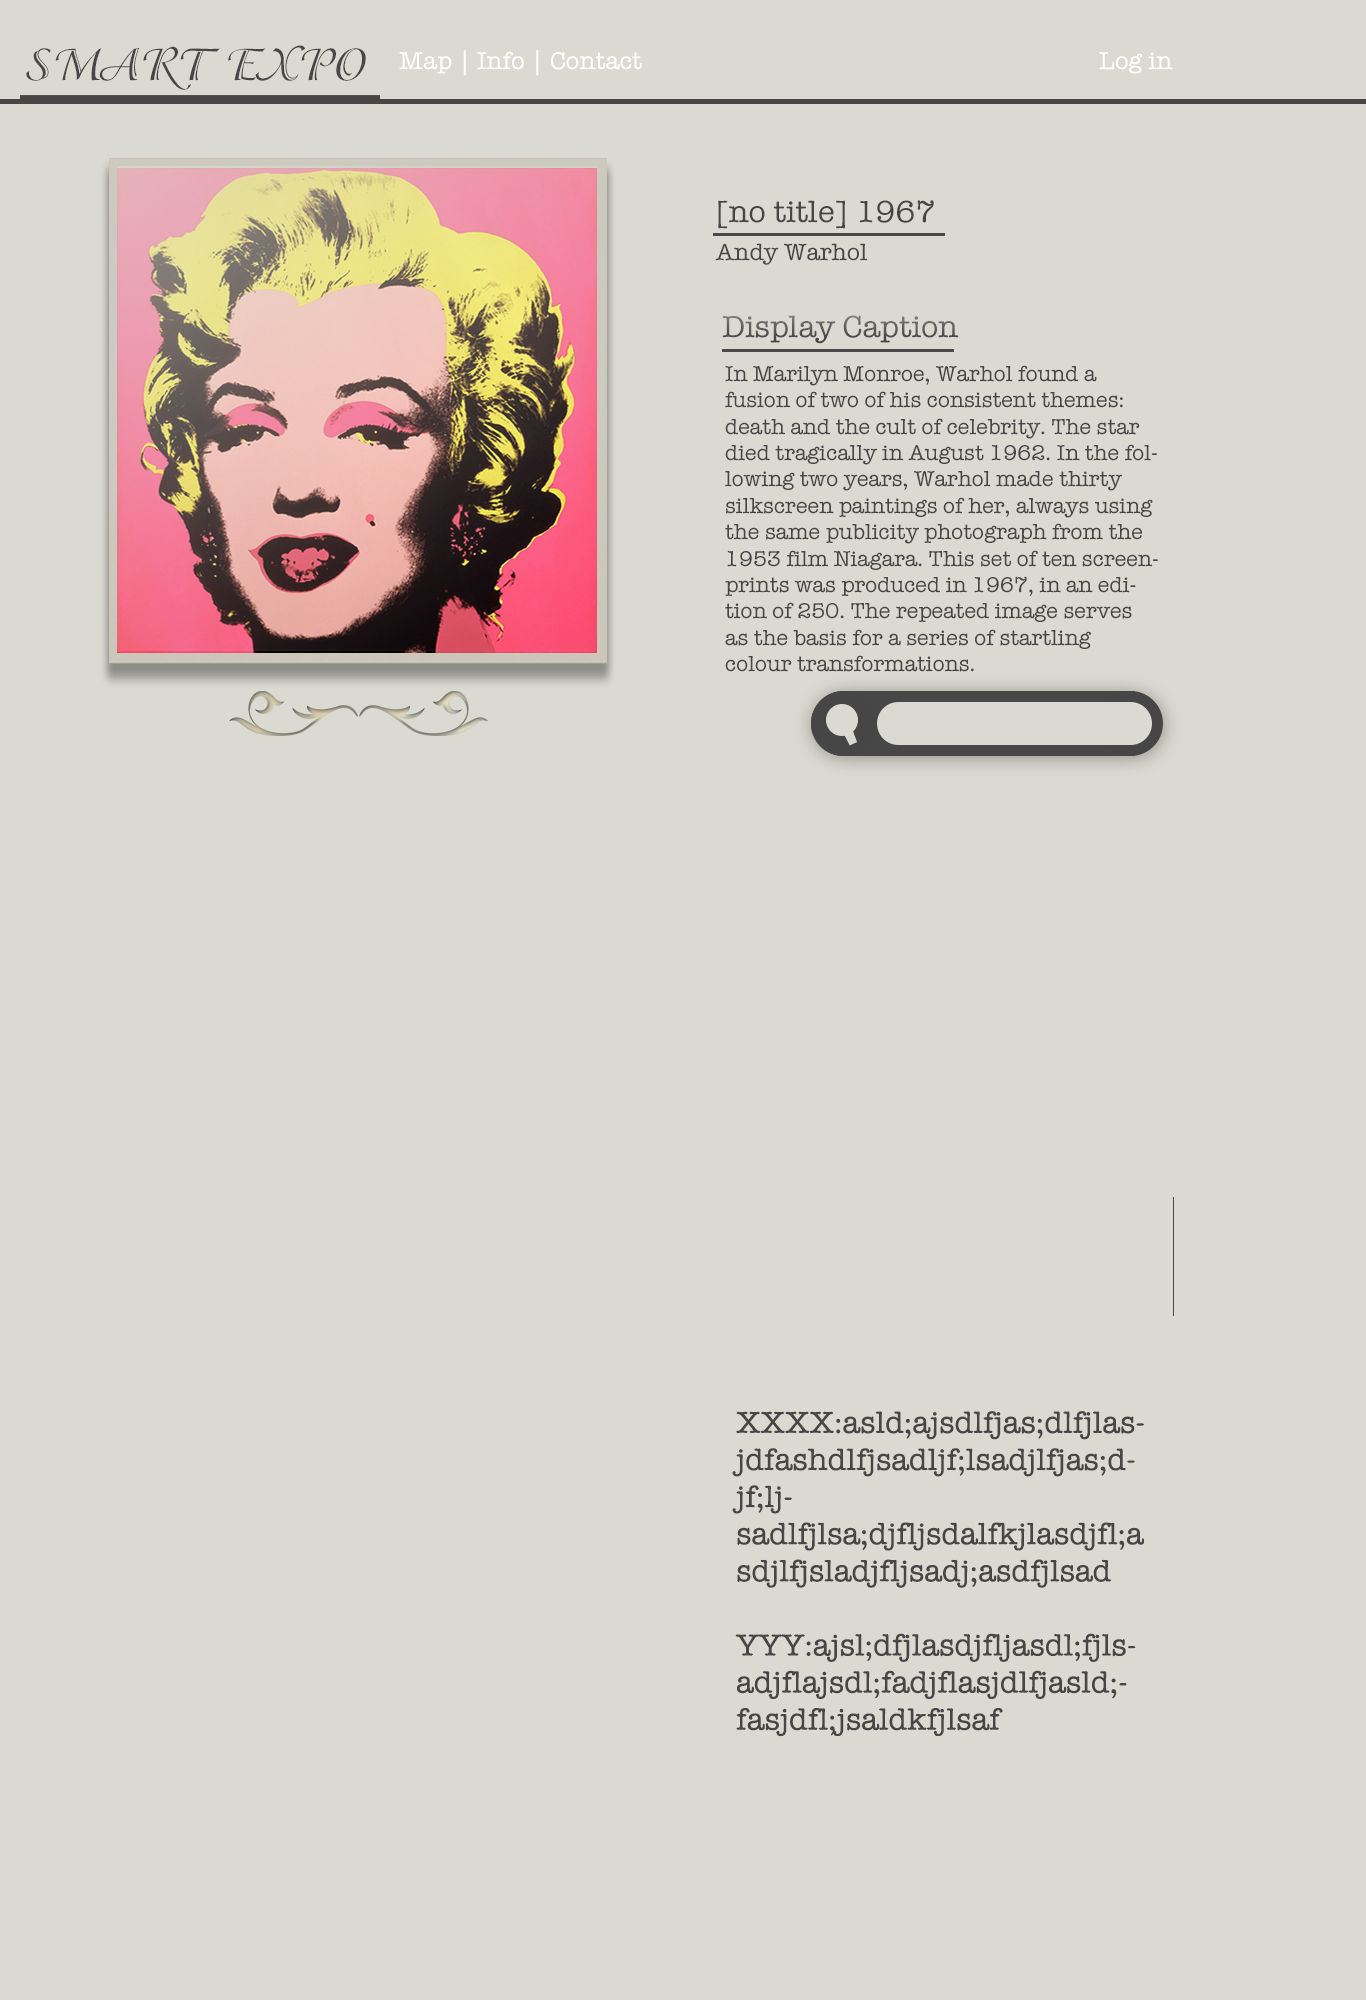 SMART EXPO
Map | Info | Contact
Log in
[no title] 1967
Andy Warhol
Display Caption
In Marilyn Monroe, Warhol found a
fusion of two of his consistent themes:
death and the cult of celebrity. The star
died tragically in August 1962. In the fol-
lowing two years, Warhol made thirty
silkscreen paintings of her, always using
the same publicity photograph from the
1953 film Niagara. This set of ten screen-
prints was produced in 1967, in an edi-
tion of 250. The repeated image serves
as the basis for a series of startling
colour transformations.
XXXX:asld;ajsdlfjas;dlfjlas-
jdfashdlfjsadljf;lsadjlfjas;d-
jf;lj-
sadlfjlsa;djfljsdalfkjlasdjfl;a
sdjlfjsladjfljsadj;asdfjlsad
YYY:ajsl;dfjlasdjfljasdl;fjls-
adjflajsdl;fadjflasjdlfjasld;-
fasjdfl;jsaldkfjlsaf